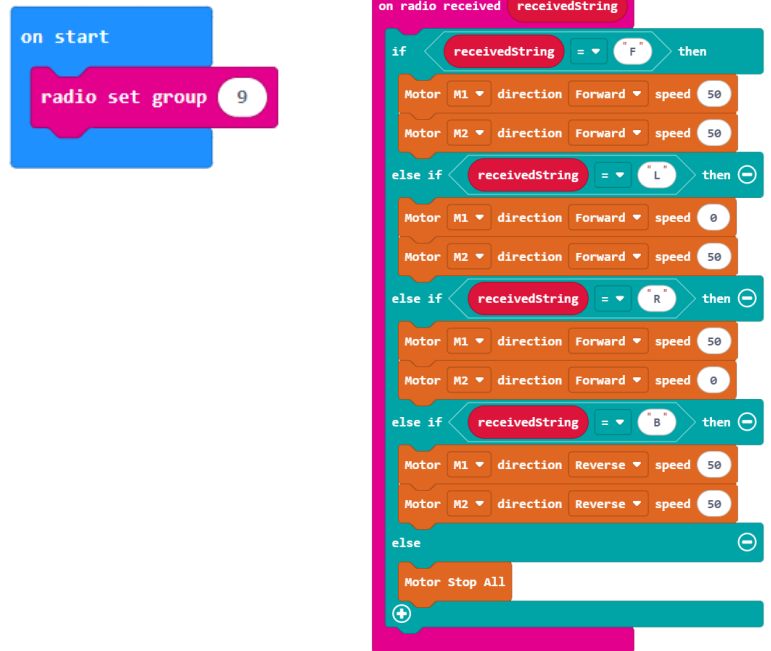 on start
radio set group 9
on radio received receivedString
if receivedString = "F" then
Motor M1 direction Forward speed 50
Motor M2 direction Forward speed 50
else if receivedString = "L" then
Motor M1 direction Forward speed 0
Motor M2 direction Forward speed 50
else if receivedString = "R" then
Motor M1 direction Forward speed 50
Motor M2 direction Forward speed 0
else if receivedString = "B" then
Motor M1 direction Reverse speed 50
Motor M2 direction Reverse speed 50
else
Motor Stop All